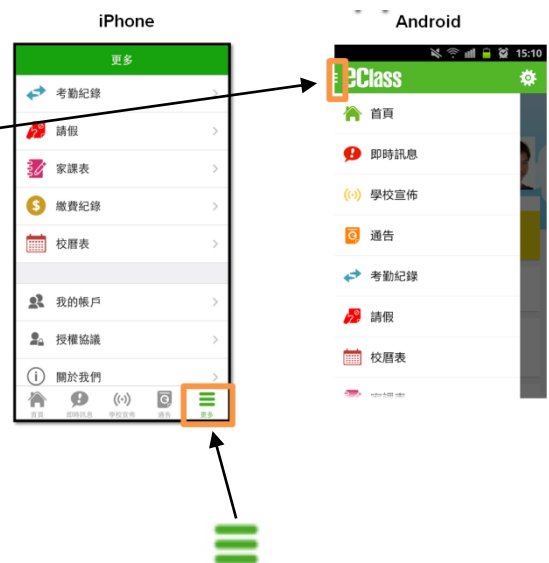 iPhone
更多
考勤紀錄
請假
家課表
繳費紀錄
校曆表
我的帳戶
授權協議
關於我們
首頁
即時訊息
學校宣佈
通告
更多
Android
15:10
eClass
首頁
即時訊息
學校宣佈
通告
考勤紀錄
請假
校曆表
家課表